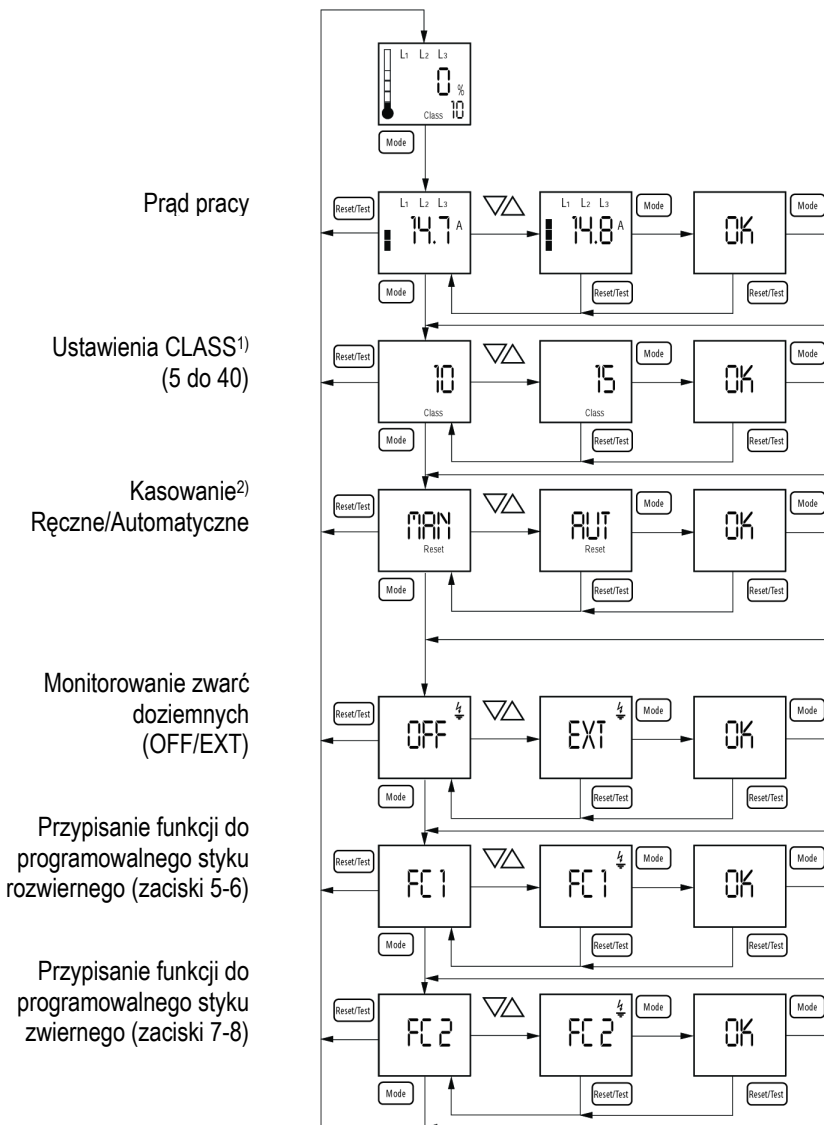 L1 L2 L3
0 %
Class 10
Mode
Prąd pracy
Reset/Test
L1 L2 L3
14.7 A
L1 L2 L3
14.8 A
Mode
OK
Mode
Mode
Reset/Test
Reset/Test
Ustawienia CLASS1)
(5 do 40)
Reset/Test
10
Class
15
Class
Mode
OK
Mode
Mode
Reset/Test
Reset/Test
Kasowanie2)
Ręczne/Automatyczne
Reset/Test
MAN
Reset
AUT
Reset
Mode
OK
Mode
Mode
Reset/Test
Reset/Test
Monitorowanie zwarć
doziemnych
(OFF/EXT)
Reset/Test
OFF
EXT
Mode
OK
Mode
Mode
Reset/Test
Reset/Test
Przypisanie funkcji do
programowalnego styku
rozwiernego (zaciski 5-6)
Reset/Test
FC1
FC1
Mode
OK
Mode
Mode
Reset/Test
Reset/Test
Przypisanie funkcji do
programowalnego styku
zwiernego (zaciski 7-8)
Reset/Test
FC2
FC2
Mode
OK
Mode
Mode
Reset/Test
Reset/Test